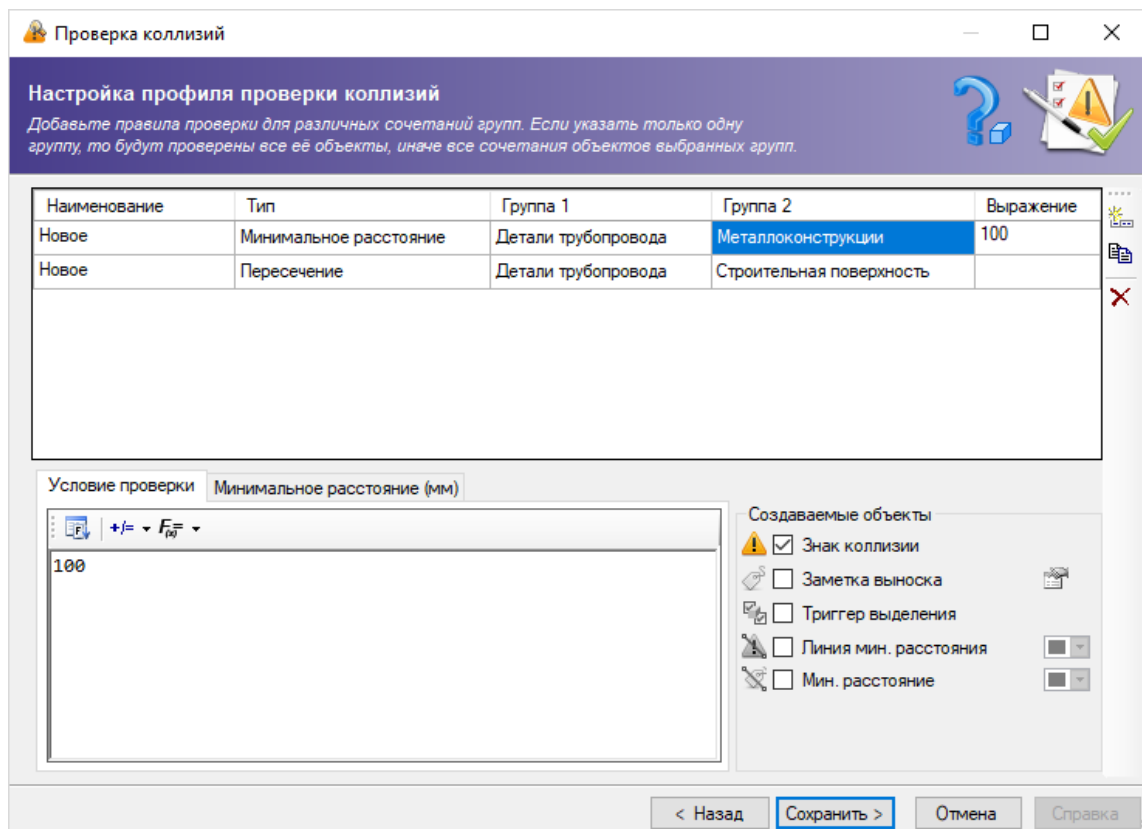 Проверка коллизий
Настройка профиля проверки коллизий
Добавьте правила проверки для различных сочетаний групп. Если указать только одну
группу, то будут проверены все её объекты, иначе все сочетания объектов выбранных групп.
Наименование Тип Группа 1 Группа 2 Выражение
Новое Минимальное расстояние Детали трубопровода Металлоконструкции 100
Новое Пересечение Детали трубопровода Строительная поверхность
Условие проверки Минимальное расстояние (мм)
+/= F(x)=
100
Создаваемые объекты
Знак коллизии
Заметка выноска
Триггер выделения
Линия мин. расстояния
Мин. расстояние
< Назад Сохранить > Отмена Справка